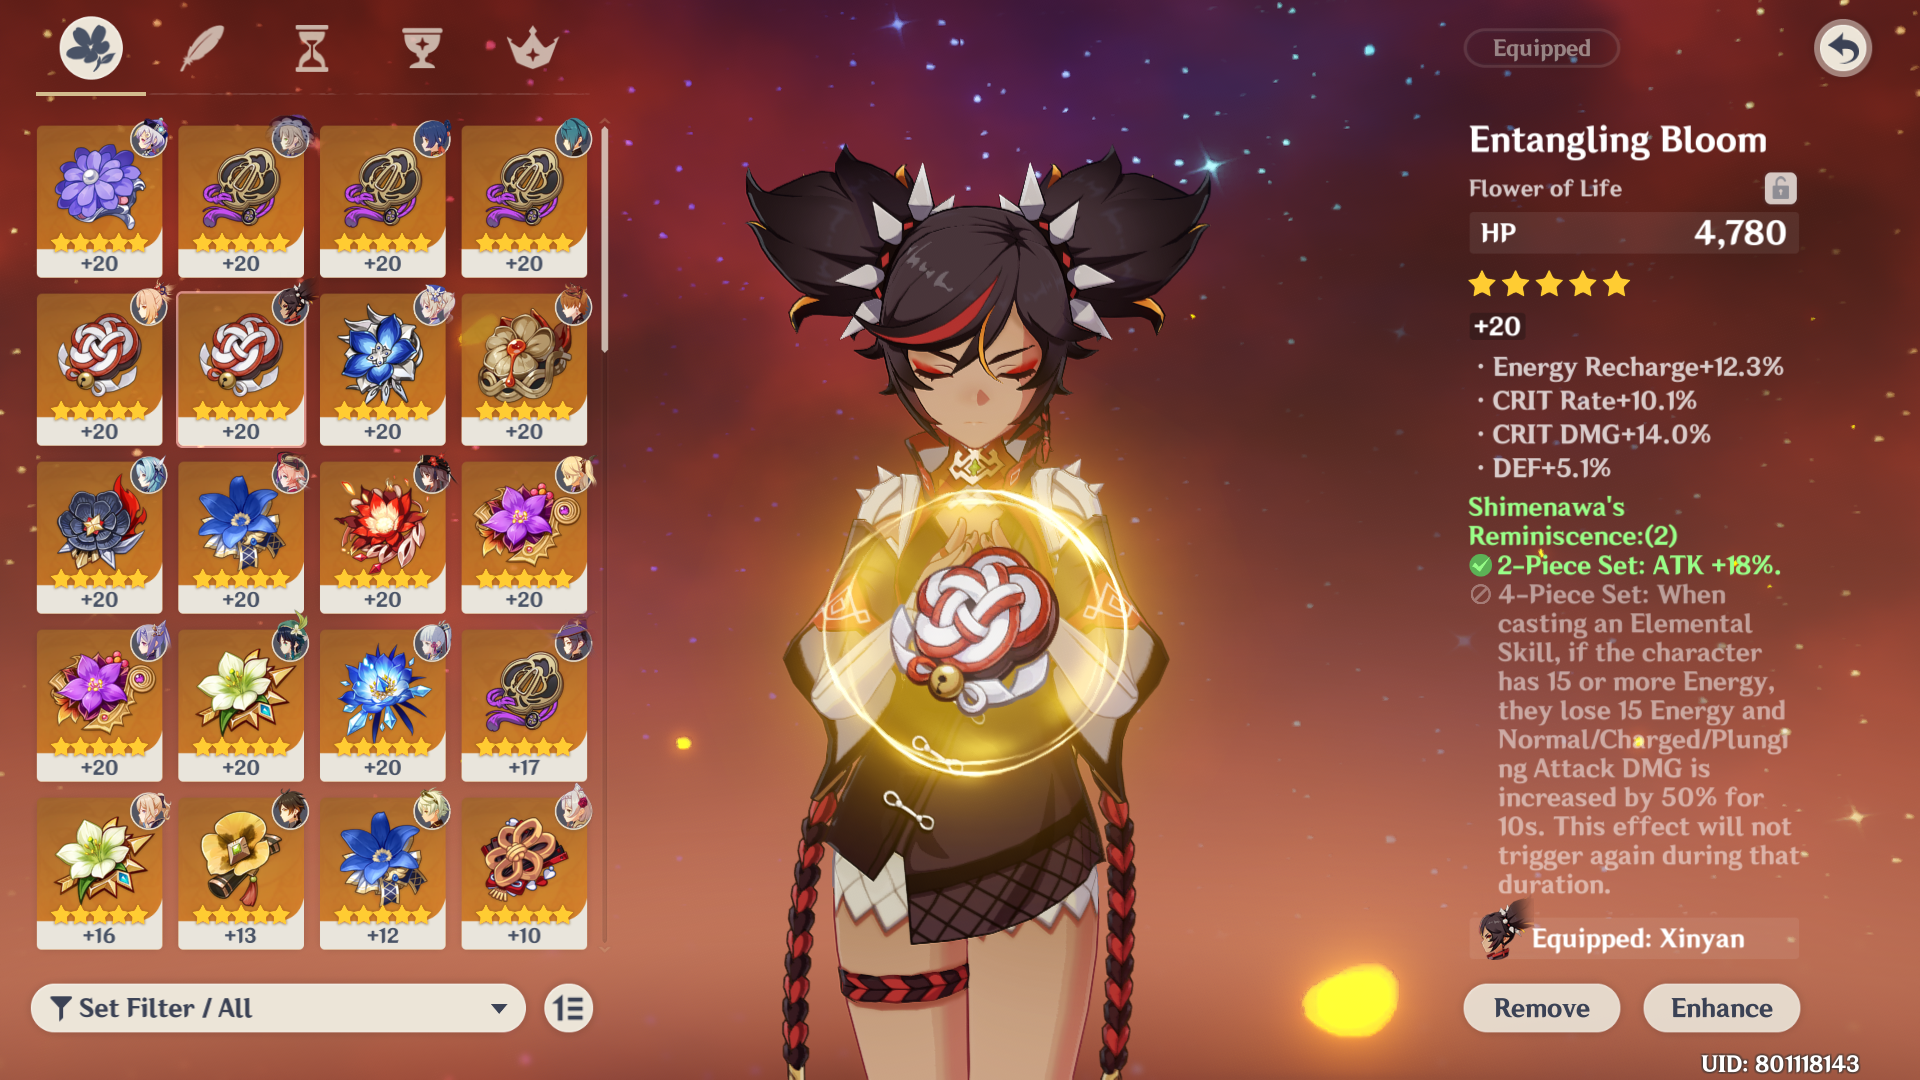 Equipped
Entangling Bloom
Flower of Life
HP 4,780
+20
· Energy Recharge+12.3%
· CRIT Rate+10.1%
· CRIT DMG+14.0%
· DEF+5.1%
Shimenawa's
Reminiscence:(2)
2-Piece Set: ATK +18%.
4-Piece Set: When
casting an Elemental
Skill, if the character
has 15 or more Energy,
they lose 15 Energy and
Normal/Charged/Plungi
ng Attack DMG is
increased by 50% for
10s. This effect will not
trigger again during that
duration.
Equipped: Xinyan
Remove Enhance
UID: 801118143
+20 +20 +20 +20
+20 +20 +20 +20
+20 +20 +20 +20
+20 +20 +20 +17
+16 +13 +12 +10
Set Filter / All